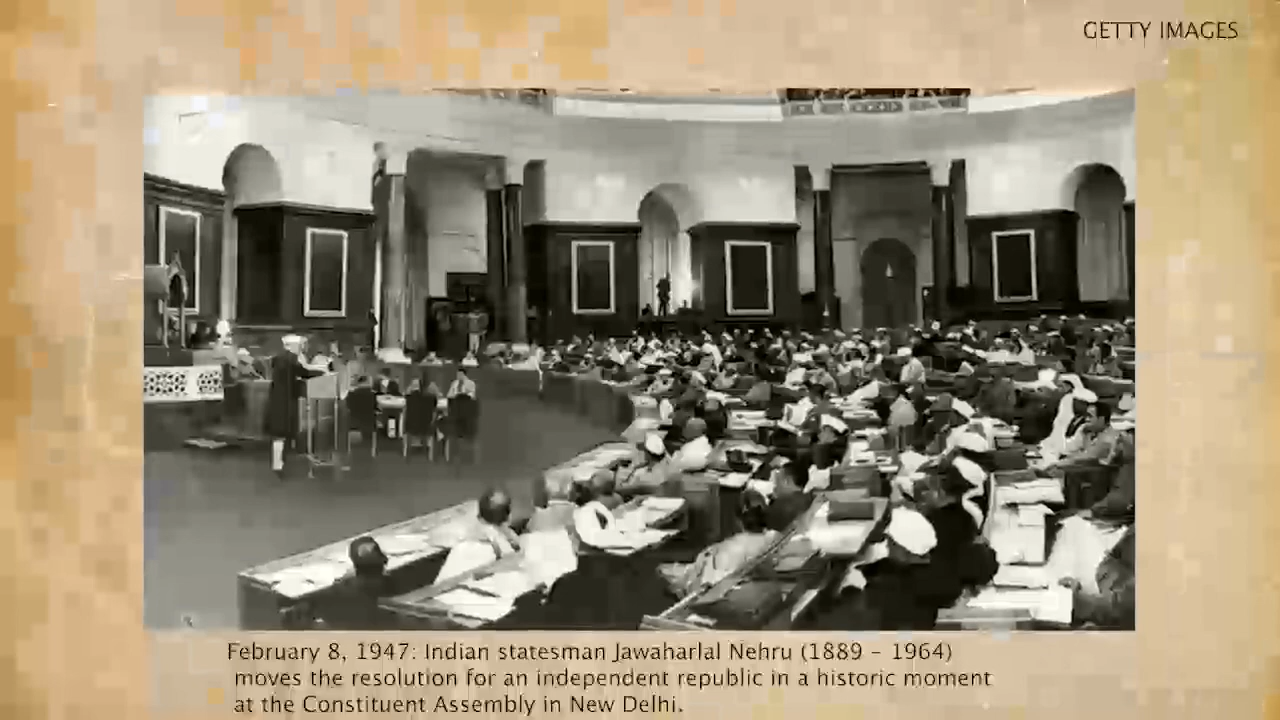 GETTY IMAGES
February 8, 1947: Indian statesman Jawaharlal Nehru (1889 - 1964)
moves the resolution for an independent republic in a historic moment
at the Constituent Assembly in New Delhi.